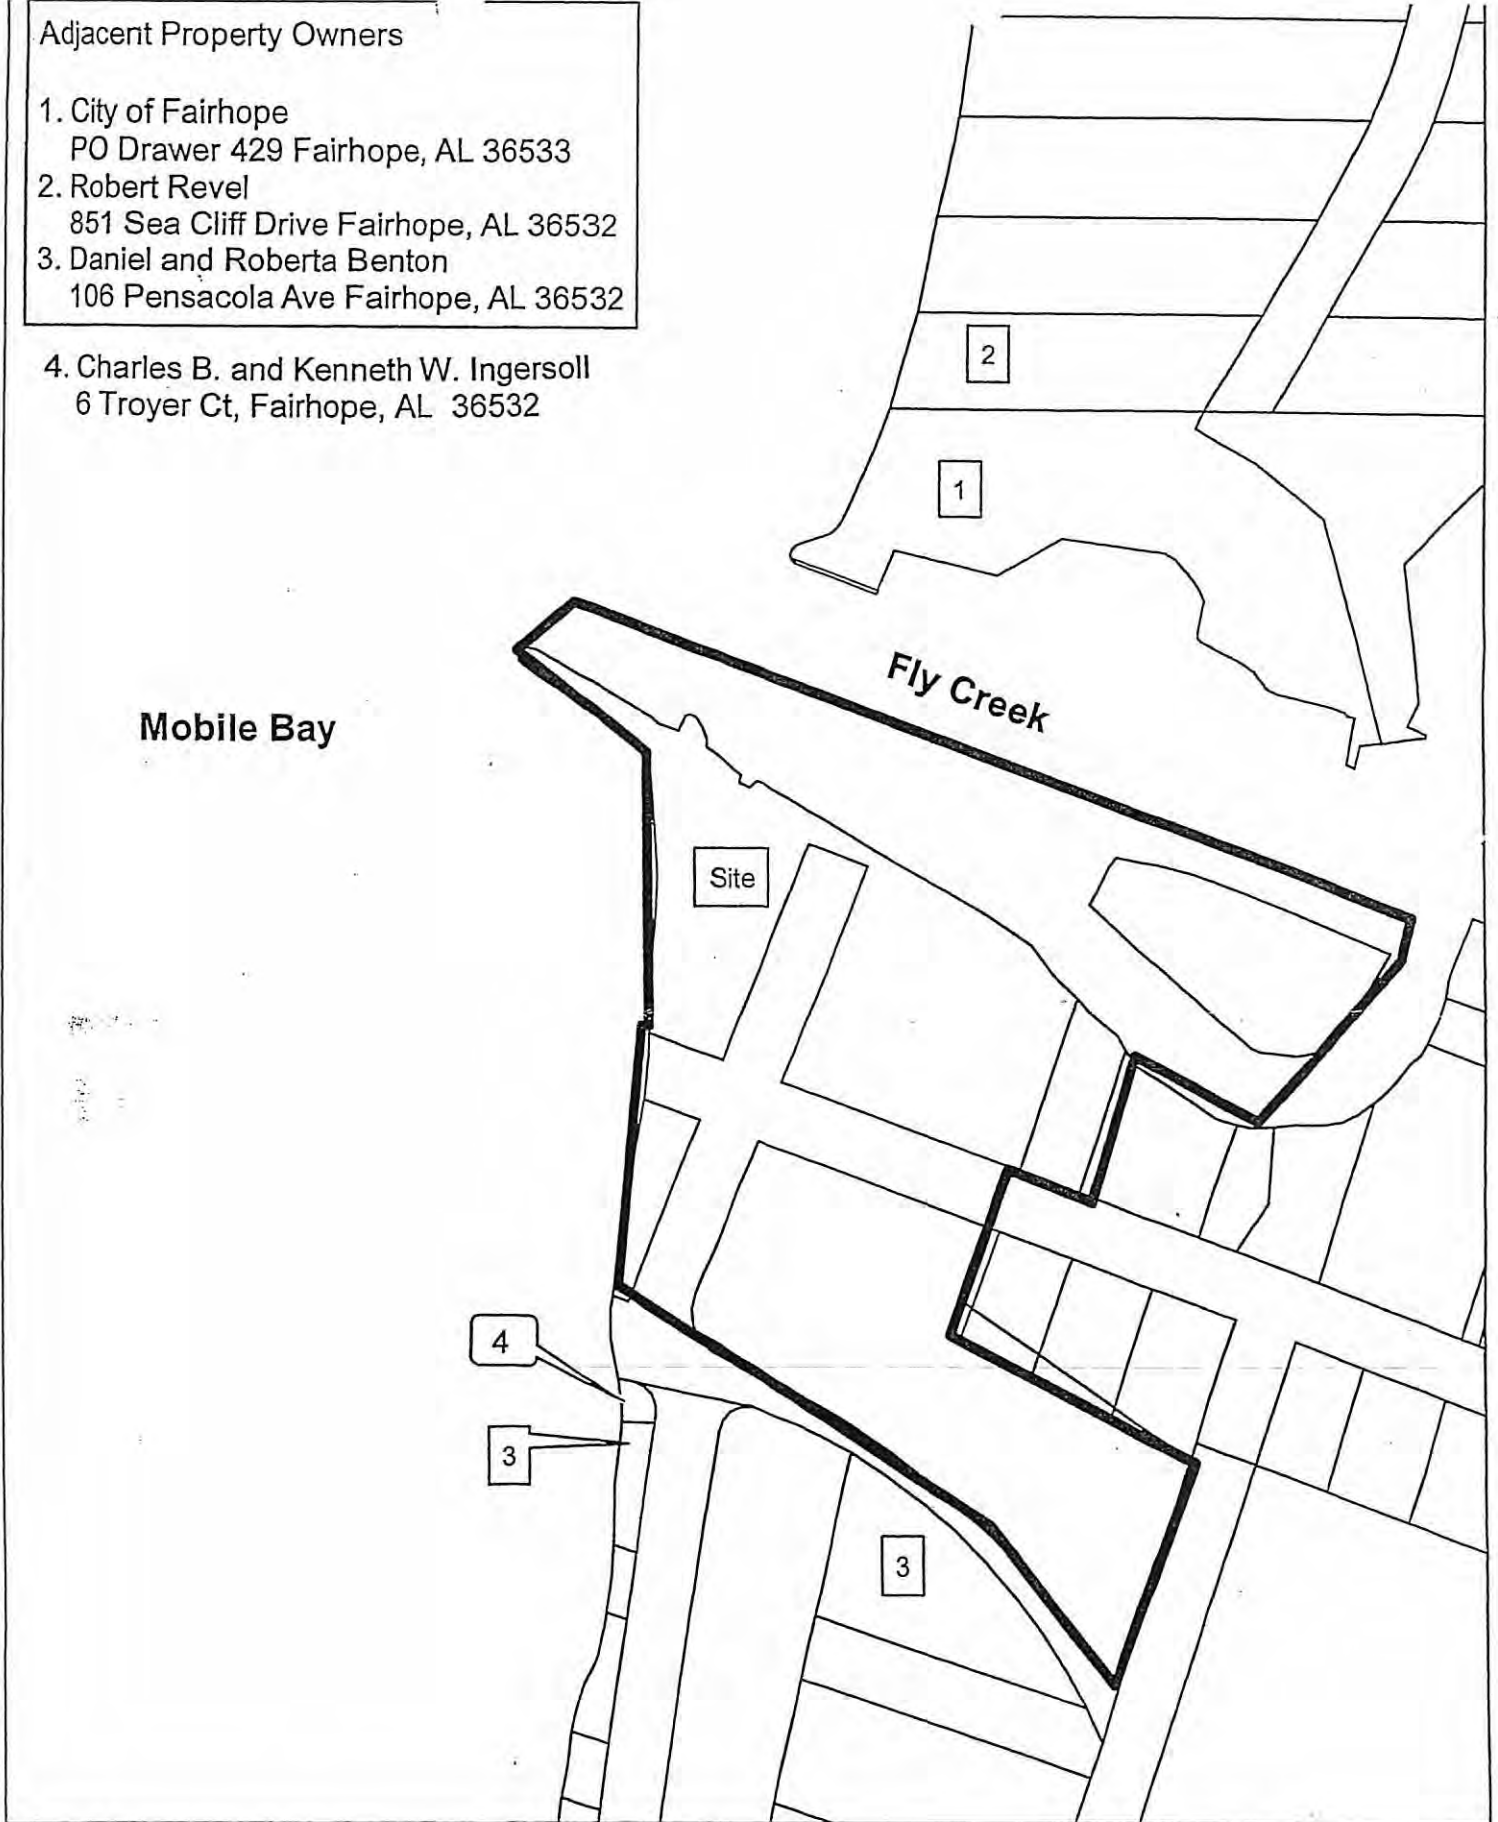 Adjacent Property Owners
1. City of Fairhope
PO Drawer 429 Fairhope, AL 36533
2. Robert Revel
851 Sea Cliff Drive Fairhope, AL 36532
3. Daniel and Roberta Benton
106 Pensacola Ave Fairhope, AL 36532
4. Charles B. and Kenneth W. Ingersoll
6 Troyer Ct, Fairhope, AL 36532
2
1
Fly Creek
Mobile Bay
Site
4
3
3